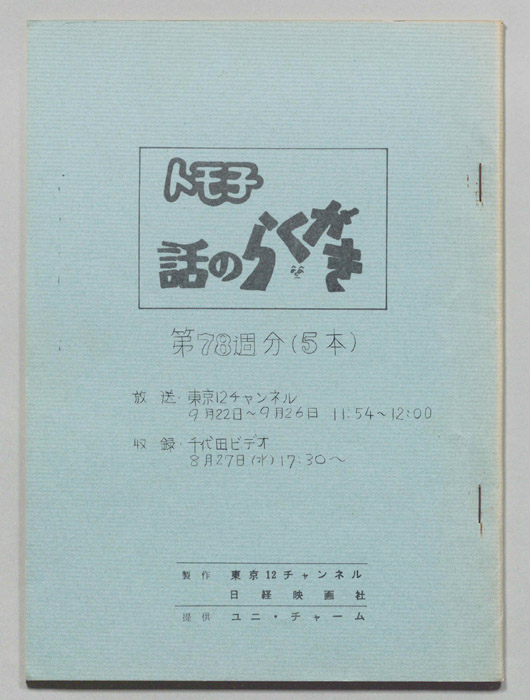 トモ子
話のらくがき
第78週分(5本)
放送・東京12チャンネル
9月22日〜9月26日 11:54〜12:00
収録・千代田ビデオ
8月27日(水)17:30〜
製作 東京12チャンネル
日経映画社
提供 ユニ・チャーム